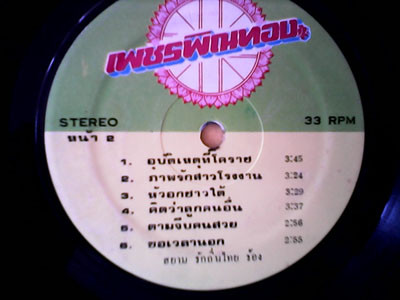 เพชรพิณทอง
STEREO
33 RPM
หน้า 2
1. อุบัติเหตุที่โคราช 3:45
2. ภาพรักสาวโรงงาน 3:24
3. หัวอกฮาวไต้ 3:29
4. คิดว่าลูกคนอื่น 3:37
5. ตามจีบคนสวย 2:56
6. ขอเวตานอก 2:55
สยาม รักถิ่นไทย ร้อง